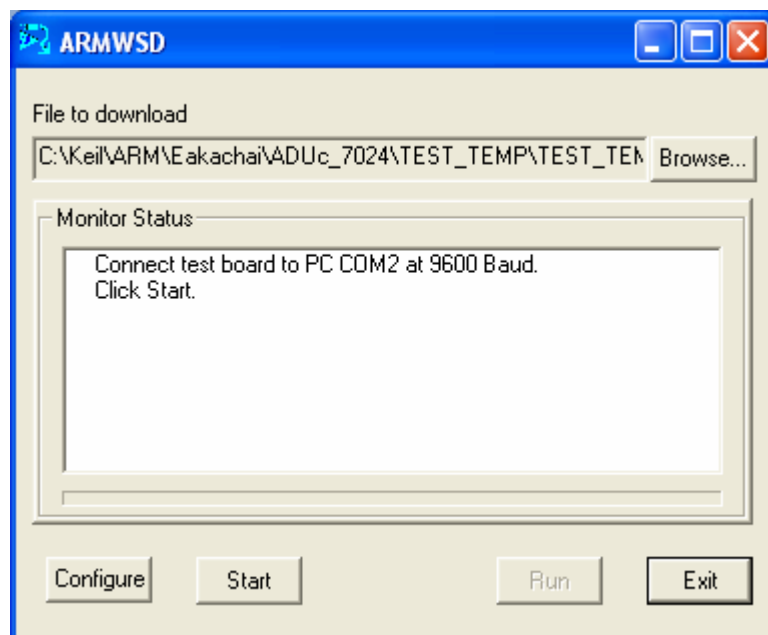 ARMWSD
File to download
C:\Keil\ARM\Eakachai\ADUc_7024\TEST_TEMP\TEST_TEM Browse...
Monitor Status
Connect test board to PC COM2 at 9600 Baud.
Click Start.
Configure Start Run Exit